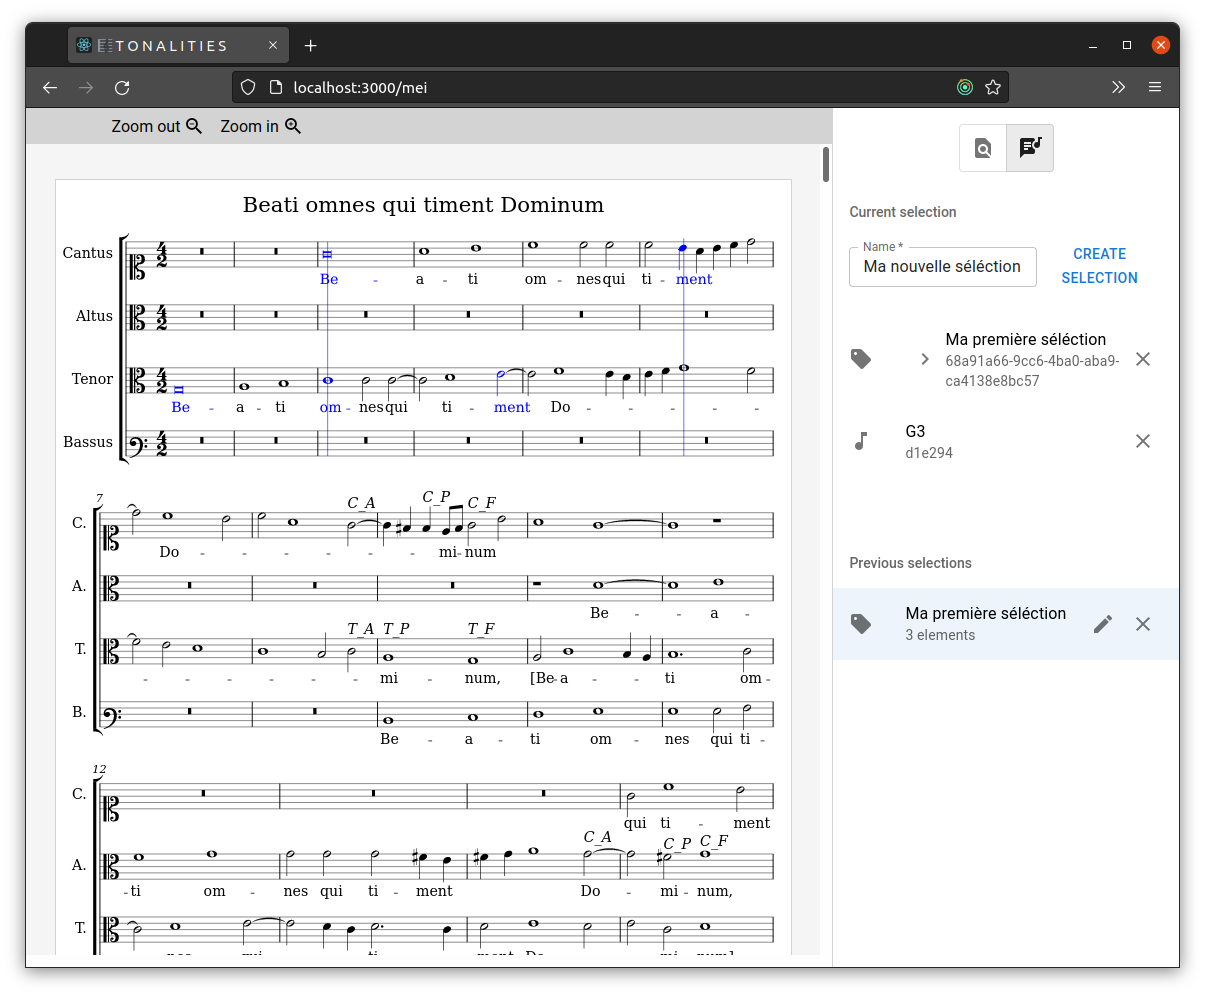 TONALITIES
localhost:3000/mei
Zoom out Zoom in
Beati omnes qui timent Dominum
Cantus
Be - a - ti om - nes qui ti - ment
Altus
Tenor
Be - a - ti om - nes qui ti - ment Do - - - - - -
Bassus
7
C_A C_P C_F
C.
Do - - - - - - mi - num
A.
Be - a -
T_A T_P T_F
T.
- - - - - mi - num, [Be - a - ti om -
B.
Be - a - ti om - nes qui ti -
12
C.
qui ti - ment
C_A C_P C_F
A.
- ti om - nes qui ti - ment Do - mi - num,
T.
Current selection
Name *
Ma nouvelle séléction
CREATE
SELECTION
Ma première séléction
68a91a66-9cc6-4ba0-aba9-
ca4138e8bc57
G3
d1e294
Previous selections
Ma première séléction
3 elements